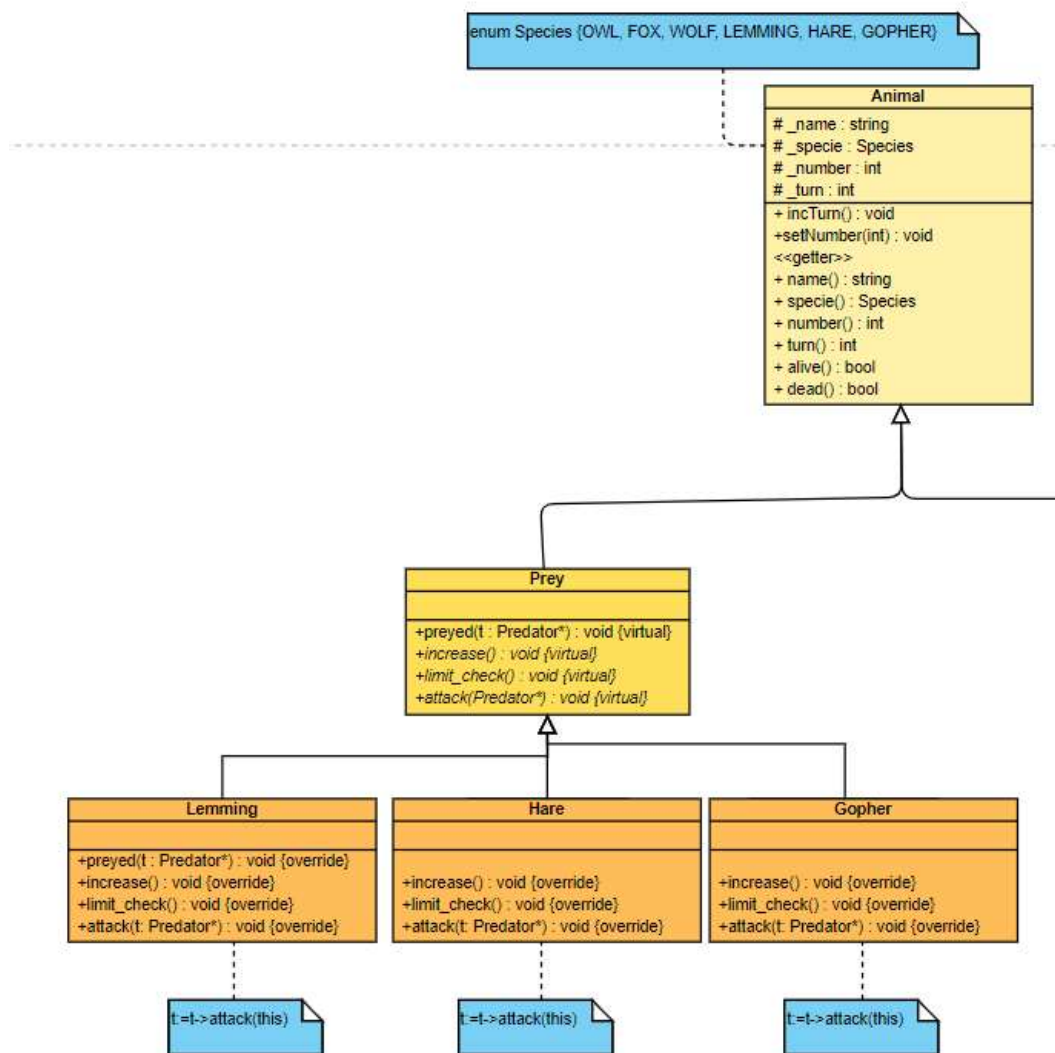 enum Species {OWL, FOX, WOLF, LEMMING, HARE, GOPHER}
Animal
# _name : string
# _specie : Species
# _number : int
# _turn : int
+ incTurn() : void
+setNumber(int) : void
<<getter>>
+ name() : string
+ specie() : Species
+ number() : int
+ turn() : int
+ alive() : bool
+ dead() : bool
Prey
+preyed(t : Predator*) : void {virtual}
+increase() : void {virtual}
+limit_check() : void {virtual}
+attack(Predator*) : void {virtual}
Lemming
+preyed(t : Predator*) : void {override}
+increase() : void {override}
+limit_check() : void {override}
+attack(t: Predator*) : void {override}
Hare
+increase() : void {override}
+limit_check() : void {override}
+attack(t: Predator*) : void {override}
Gopher
+increase() : void {override}
+limit_check() : void {override}
+attack(t: Predator*) : void {override}
t:=t->attack(this)
t:=t->attack(this)
t:=t->attack(this)